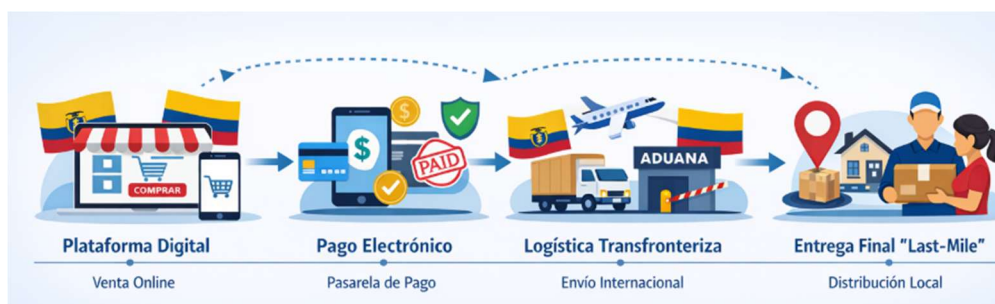 COMPRAR
$
$
PAID
ADUANA
Plataforma Digital
Pago Electrónico
Logística Transfronteriza
Entrega Final "Last-Mile"
Venta Online
Pasarela de Pago
Envío Internacional
Distribución Local